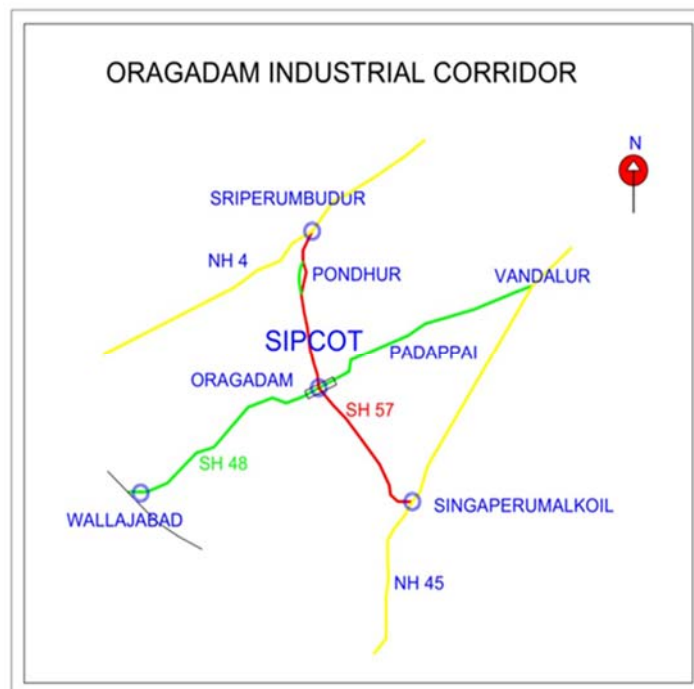 ORAGADAM INDUSTRIAL CORRIDOR
N
SRIPERUMBUDUR
NH 4
PONDHUR
VANDALUR
SIPCOT
PADAPPAI
ORAGADAM
SH 57
SH 48
WALLAJABAD
SINGAPERUMALKOIL
NH 45